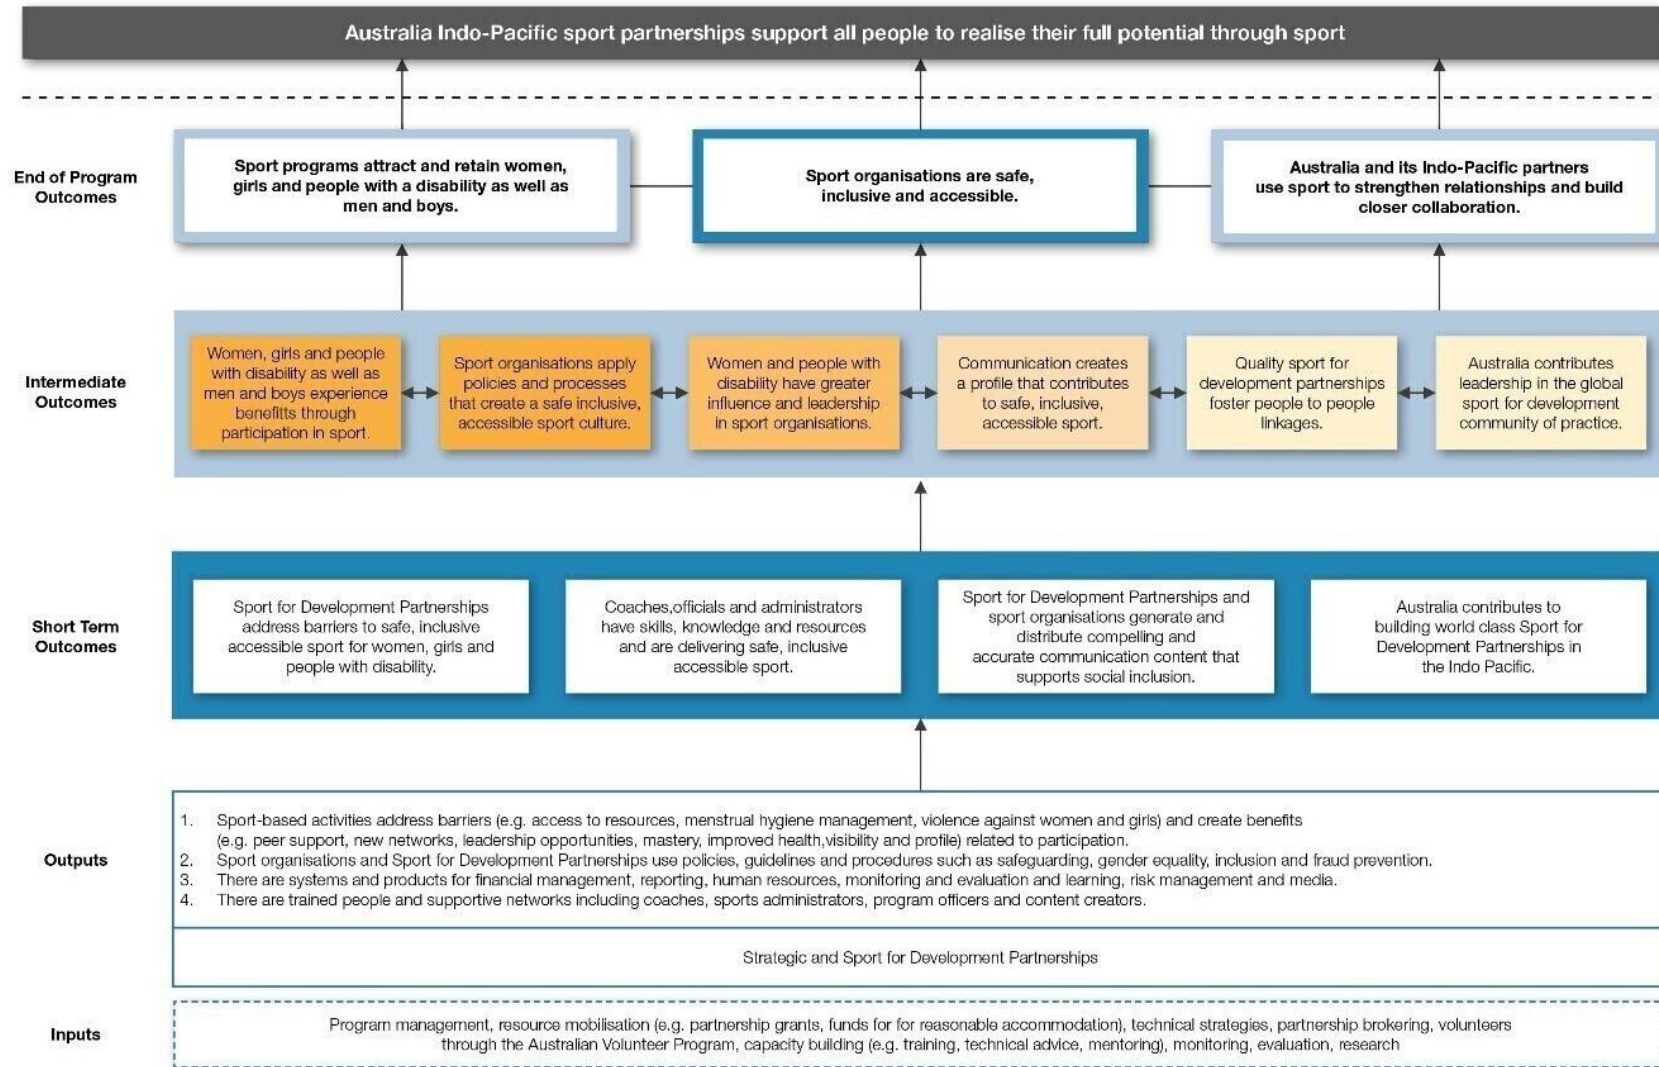 Australia Indo-Pacific sport partnerships support all people to realise their full potential through sport
End of Program
Outcomes
Sport programs attract and retain women,
girls and people with a disability as well as
men and boys.
Sport organisations are safe,
inclusive and accessible.
Australia and its Indo-Pacific partners
use sport to strengthen relationships and build
closer collaboration.
Intermediate
Outcomes
Women, girls and people
with disability as well as
men and boys experience
benefitts through
participation in sport.
Sport organisations apply
policies and processes
that create a safe inclusive,
accessible sport culture.
Women and people with
disability have greater
influence and leadership
in sport organisations.
Communication creates
a profile that contributes
to safe, inclusive,
accessible sport.
Quality sport for
development partnerships
foster people to people
linkages.
Australia contributes
leadership in the global
sport for development
community of practice.
Short Term
Outcomes
Sport for Development Partnerships
address barriers to safe, inclusive
accessible sport for women, girls and
people with disability.
Coaches,officials and administrators
have skills, knowledge and resources
and are delivering safe, inclusive
accessible sport.
Sport for Development Partnerships and
sport organisations generate and
distribute compelling and
accurate communication content that
supports social inclusion.
Australia contributes to
building world class Sport for
Development Partnerships in
the Indo Pacific.
Outputs
1. Sport-based activities address barriers (e.g. access to resources, menstrual hygiene management, violence against women and girls) and create benefits
(e.g. peer support, new networks, leadership opportunities, mastery, improved health,visibility and profile) related to participation.
2. Sport organisations and Sport for Development Partnerships use policies, guidelines and procedures such as safeguarding, gender equality, inclusion and fraud prevention.
3. There are systems and products for financial management, reporting, human resources, monitoring and evaluation and learning, risk management and media.
4. There are trained people and supportive networks including coaches, sports administrators, program officers and content creators.
Strategic and Sport for Development Partnerships
Inputs
Program management, resource mobilisation (e.g. partnership grants, funds for for reasonable accommodation), technical strategies, partnership brokering, volunteers
through the Australian Volunteer Program, capacity building (e.g. training, technical advice, mentoring), monitoring, evaluation, research